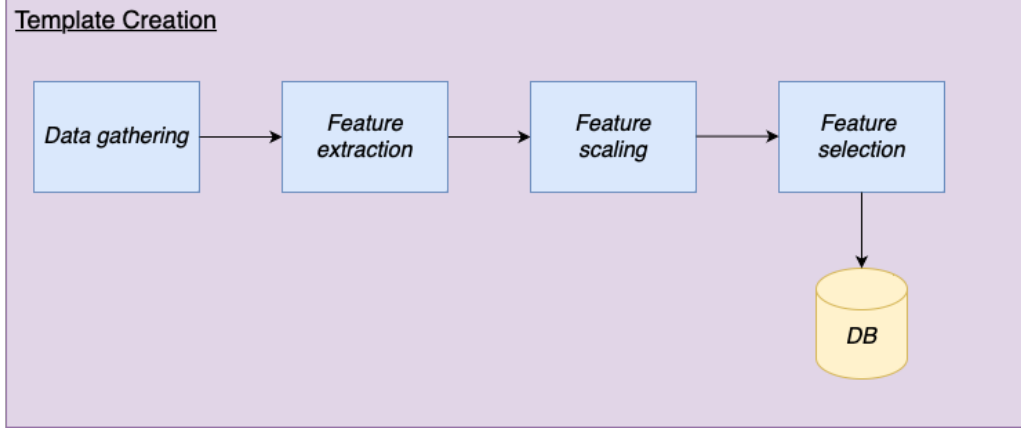 Template Creation
Data gathering
Feature
extraction
Feature
scaling
Feature
selection
DB